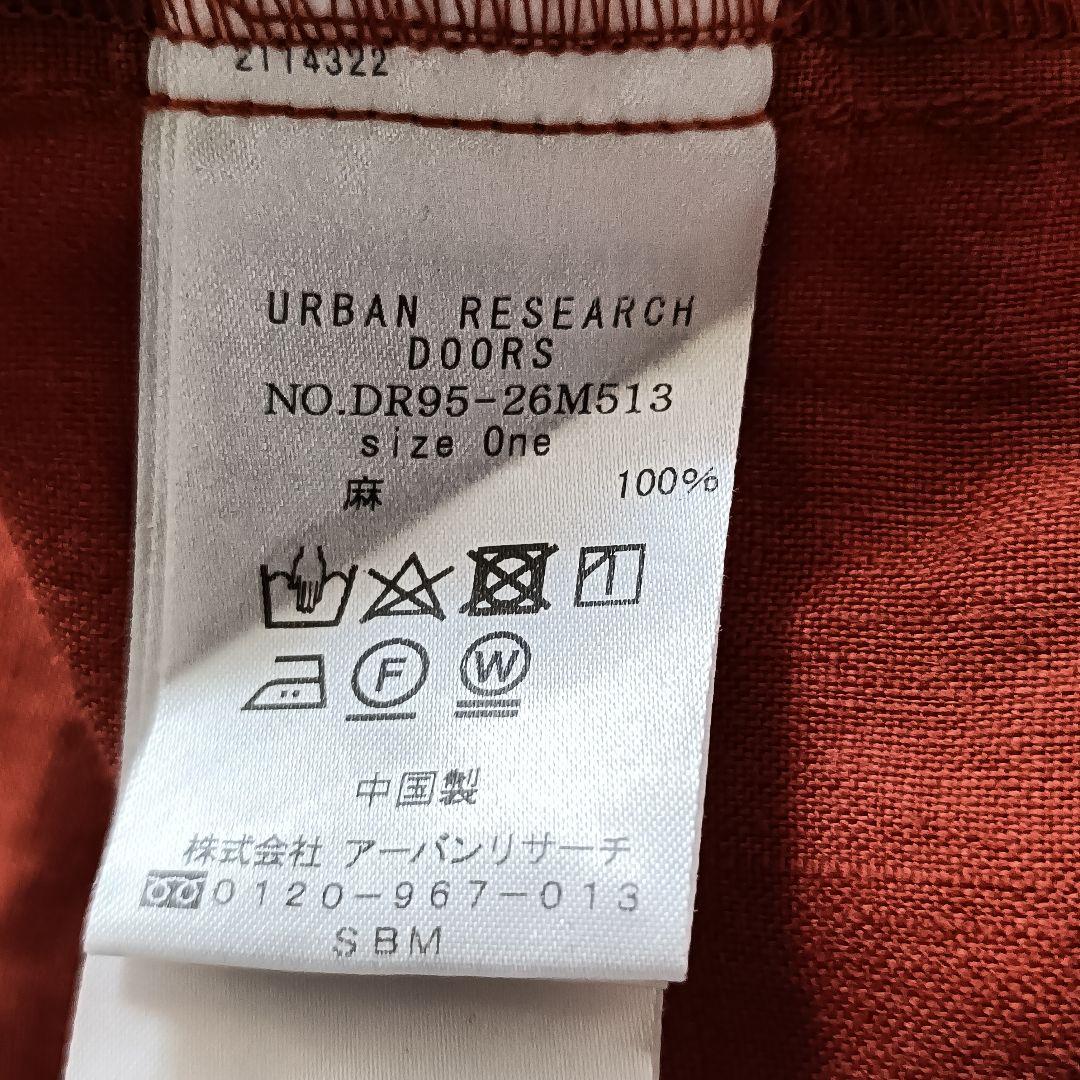 2114322
URBAN RESEARCH
DOORS
NO.DR95-26M513
size One
麻 100%
F W
中国製
株式会社 アーバンリサーチ
0120-967-013
SBM